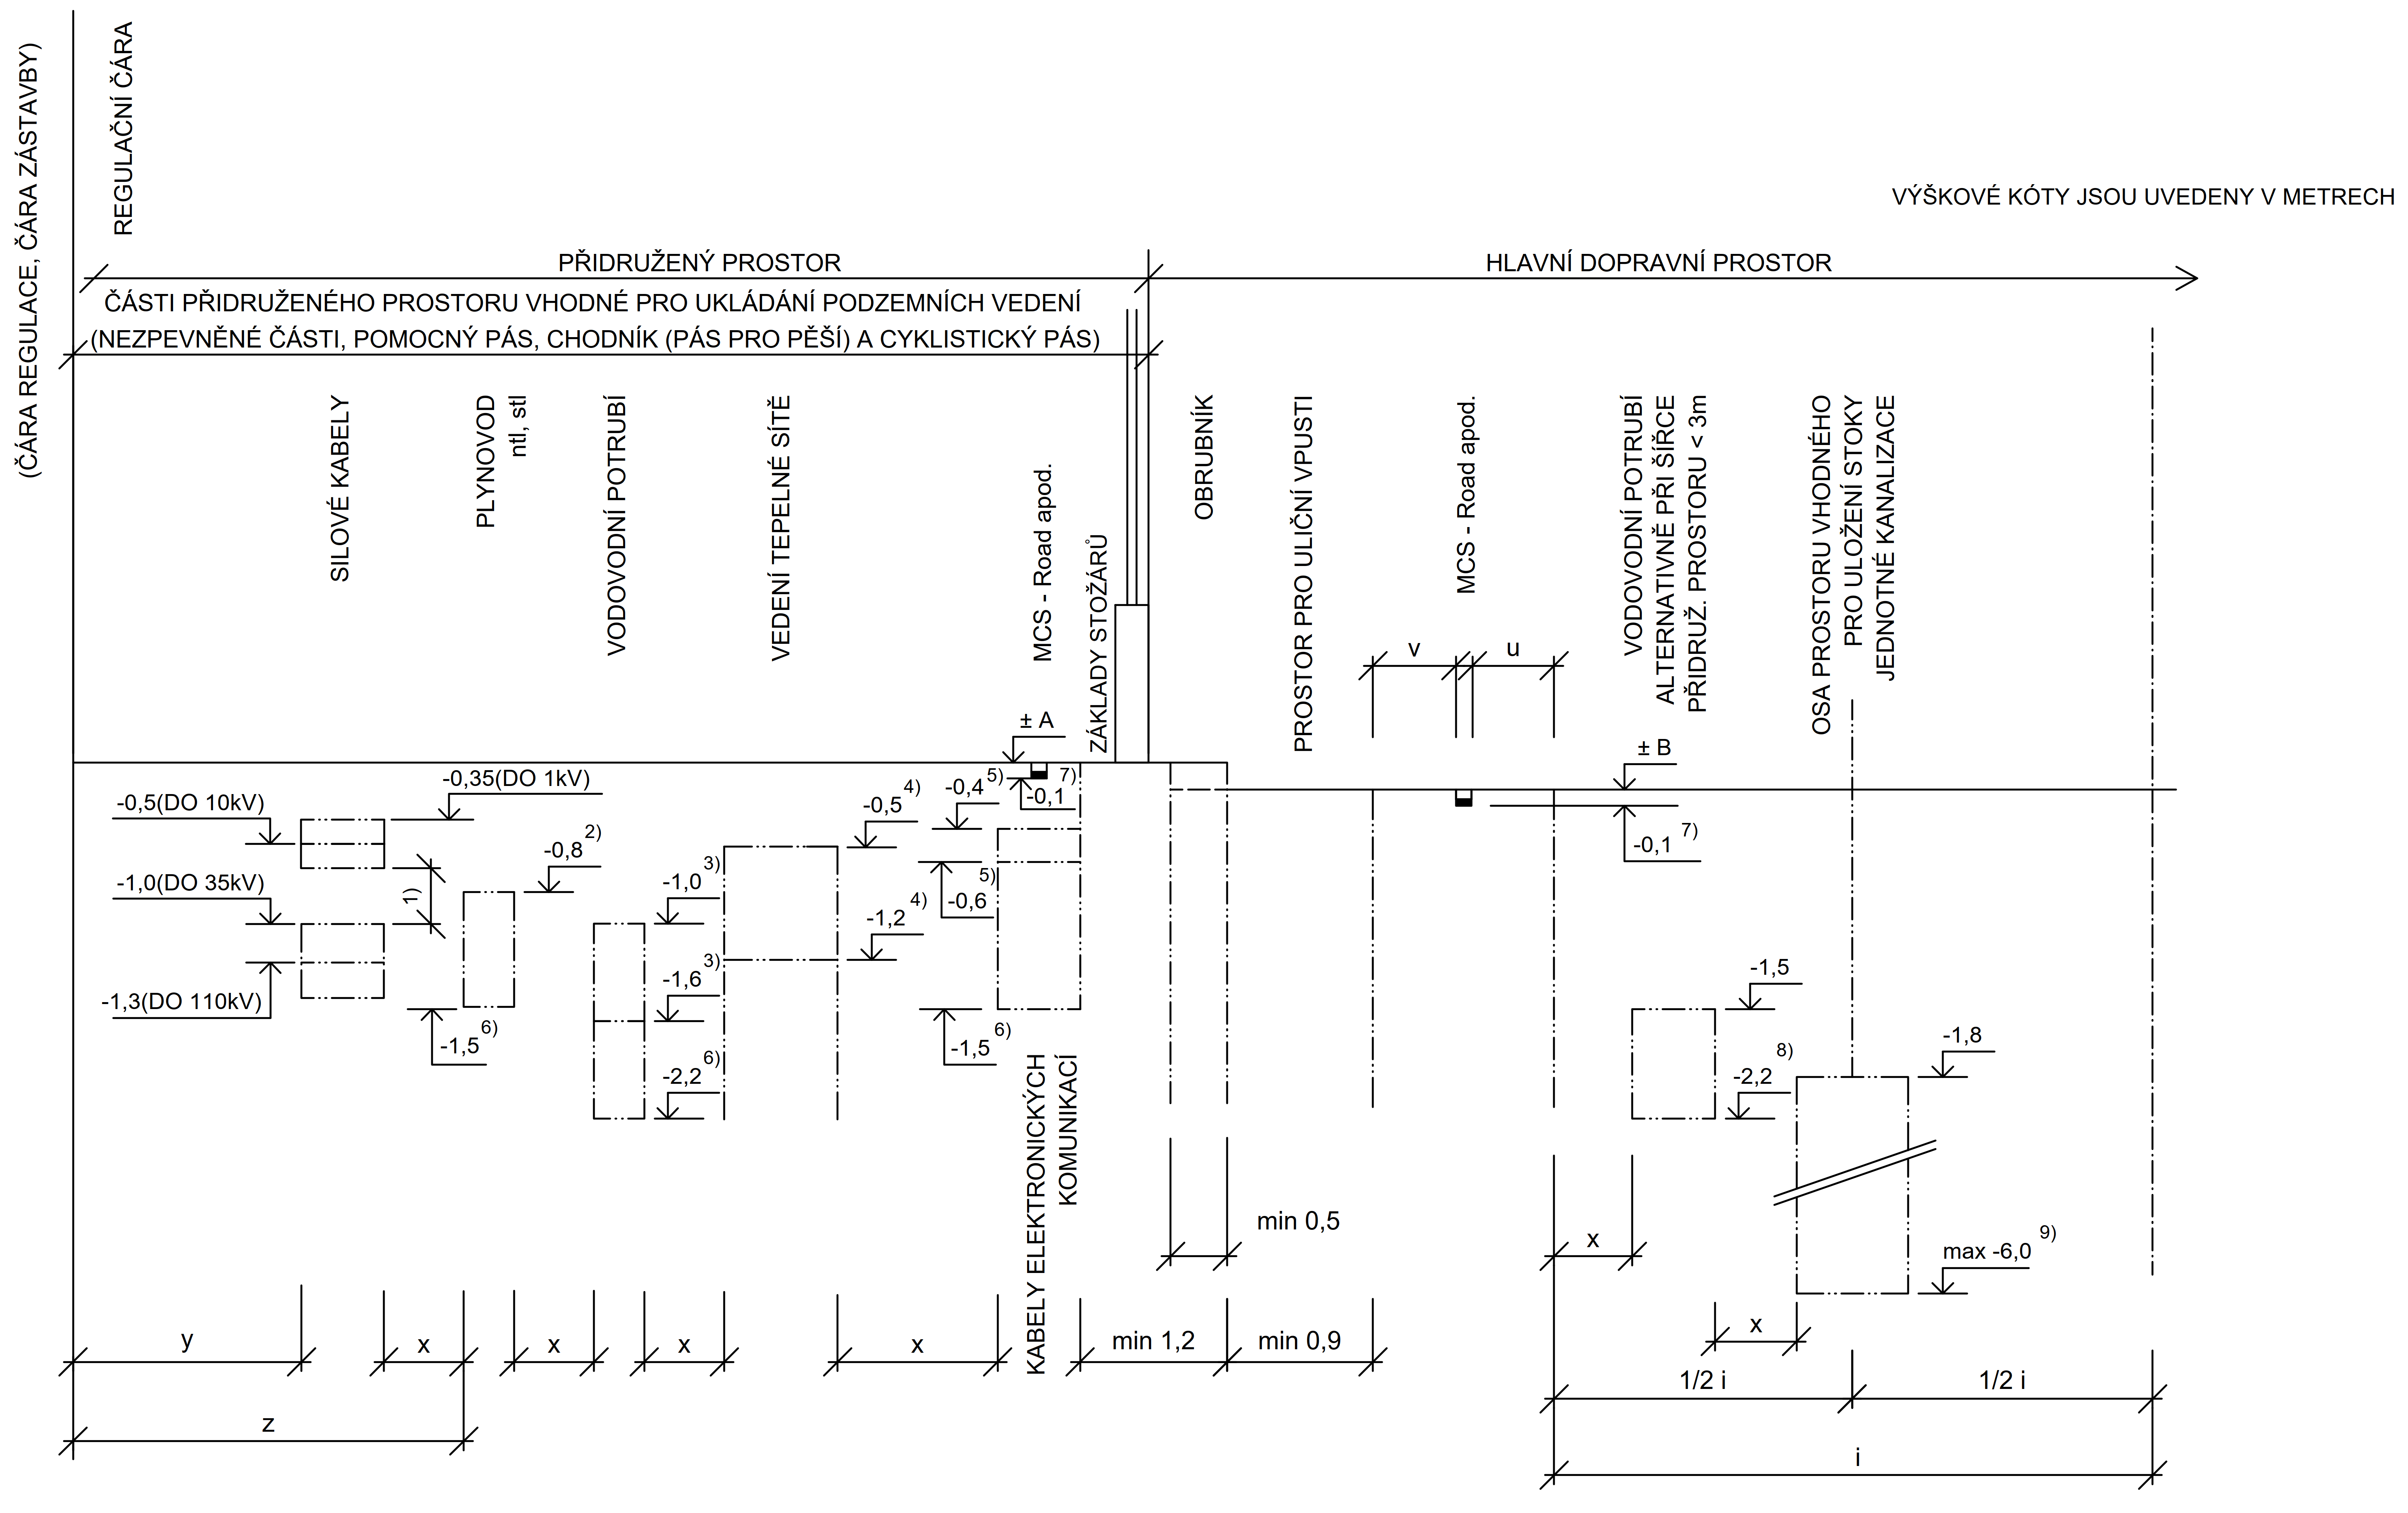 (ČÁRA REGULACE, ČÁRA ZÁSTAVBY)
REGULAČNÍ ČÁRA
VÝŠKOVÉ KÓTY JSOU UVEDENY V METRECH
PŘIDRUŽENÝ PROSTOR
HLAVNÍ DOPRAVNÍ PROSTOR
ČÁSTI PŘIDRUŽENÉHO PROSTORU VHODNÉ PRO UKLÁDÁNÍ PODZEMNÍCH VEDENÍ
(NEZPEVNĚNÉ ČÁSTI, POMOCNÝ PÁS, CHODNÍK (PÁS PRO PĚŠÍ) A CYKLISTICKÝ PÁS)
SILOVÉ KABELY
PLYNOVOD
ntl, stl
VODOVODNÍ POTRUBÍ
VEDENÍ TEPELNÉ SÍTĚ
MCS - Road apod.
ZÁKLADY STOŽÁRŮ
OBRUBNÍK
PROSTOR PRO ULIČNÍ VPUSTI
MCS - Road apod.
VODOVODNÍ POTRUBÍ
ALTERNATIVNĚ PŘI ŠÍŘCE
PŘIDRUŽ. PROSTORU < 3m
OSA PROSTORU VHODNÉHO
PRO ULOŽENÍ STOKY
JEDNOTNÉ KANALIZACE
v
u
± A
± B
-0,5(DO 10kV)
-0,35(DO 1kV)
-1,0(DO 35kV)
-1,3(DO 110kV)
1)
-0,8 2)
-1,5 6)
-1,0 3)
-1,6 3)
-2,2 6)
-0,5 4)
-1,2 4)
-0,4 5)
-0,6 5)
-0,1 7)
-1,5 6)
KABELY ELEKTRONICKÝCH
KOMUNIKACÍ
-0,1 7)
-1,5
-2,2 8)
-1,8
max -6,0 9)
min 0,5
x
x
y
x
x
x
x
min 1,2
min 0,9
1/2 i
1/2 i
z
i